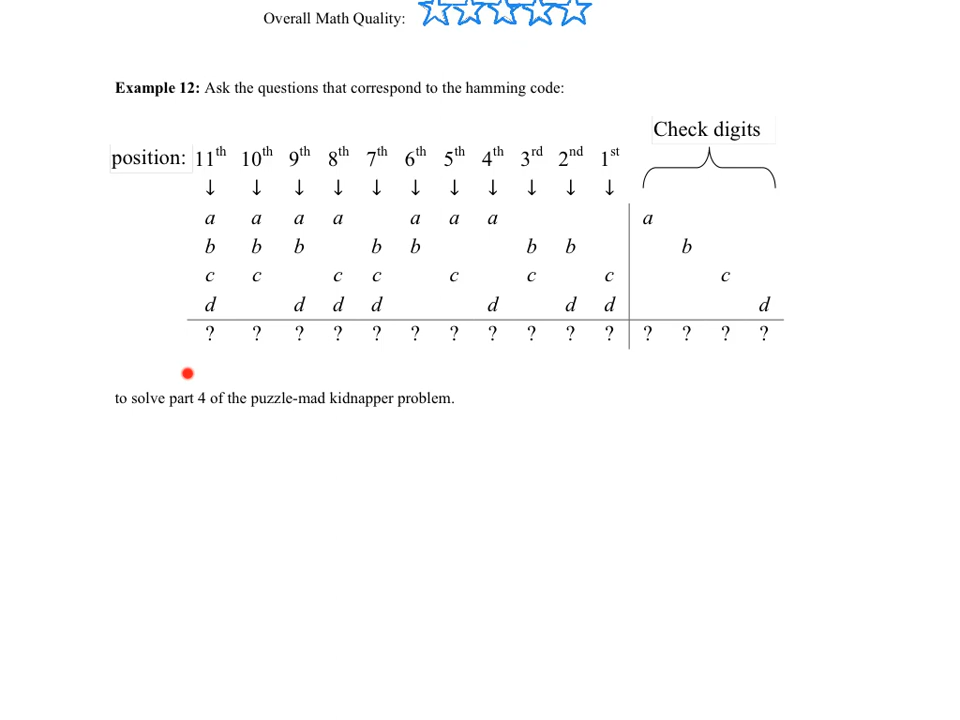 Overall Math Quality:
Example 12: Ask the questions that correspond to the hamming code:
Check digits
position: 11th 10th 9th 8th 7th 6th 5th 4th 3rd 2nd 1st
↓ ↓ ↓ ↓ ↓ ↓ ↓ ↓ ↓ ↓ ↓
a a a a a a a a
b b b b b b b b
c c c c c c c c
d d d d d d d d
? ? ? ? ? ? ? ? ? ? ? ? ? ? ?
to solve part 4 of the puzzle-mad kidnapper problem.